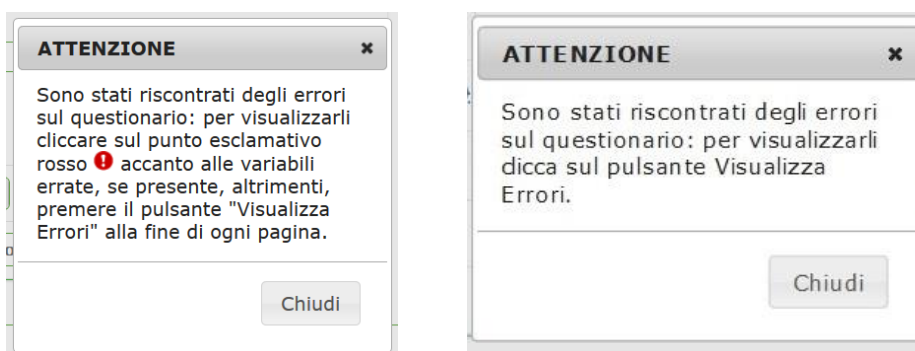 ATTENZIONE
Sono stati riscontrati degli errori
sul questionario: per visualizzarli
cliccare sul punto esclamativo
rosso ! accanto alle variabili
errate, se presente, altrimenti,
premere il pulsante "Visualizza
Errori" alla fine di ogni pagina.
Chiudi
ATTENZIONE
Sono stati riscontrati degli errori
sul questionario: per visualizzarli
clicca sul pulsante Visualizza
Errori.
Chiudi